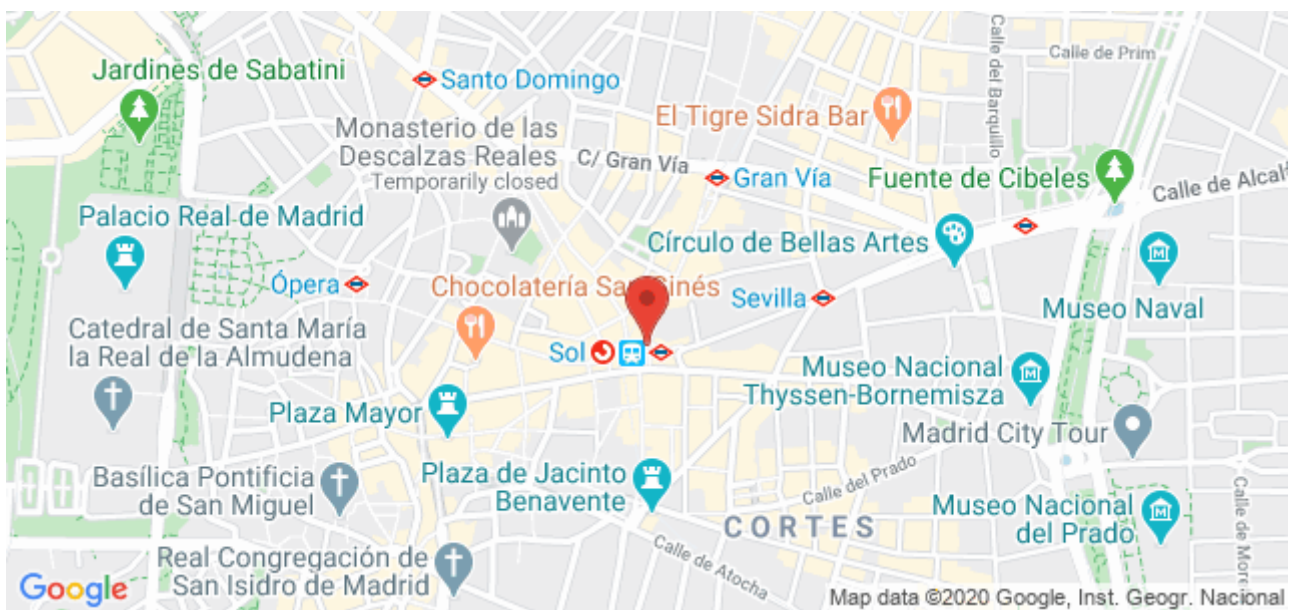 Calle de Prim
Calle del Barquillo
Jardines de Sabatini
Santo Domingo
El Tigre Sidra Bar
Monasterio de las
Descalzas Reales
Temporarily closed
C/ Gran Vía
Gran Vía
Fuente de Cibeles
Calle de Alcal
Palacio Real de Madrid
Círculo de Bellas Artes
Ópera
Chocolatería San Ginés
Sevilla
Museo Naval
Catedral de Santa María
la Real de la Almudena
Sol
Museo Nacional
Thyssen-Bornemisza
Plaza Mayor
Madrid City Tour
Basílica Pontificia
de San Miguel
Plaza de Jacinto
Benavente
Calle del Prado
Museo Nacional
del Prado
Calle de More
CORTES
Real Congregación de
San Isidro de Madrid
Calle de Atocha
Google
Map data ©2020 Google, Inst. Geogr. Nacional